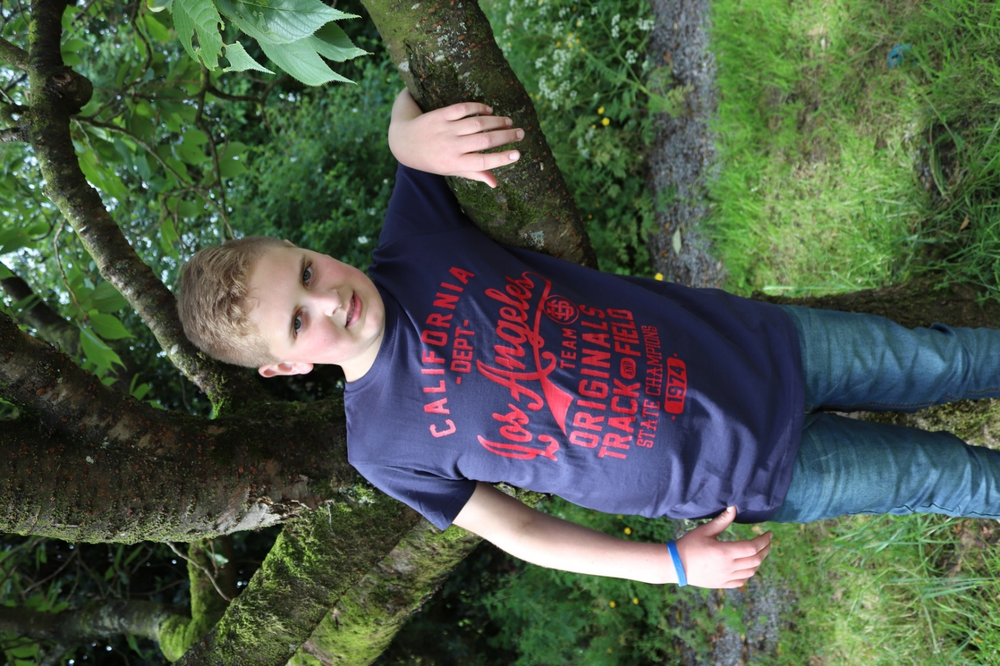 CALIFORNIA
-DEPT-
Los Angeles
TEAM
ORIGINALS
TRACK AND FIELD
STATE CHAMPIONS
· 1974 ·